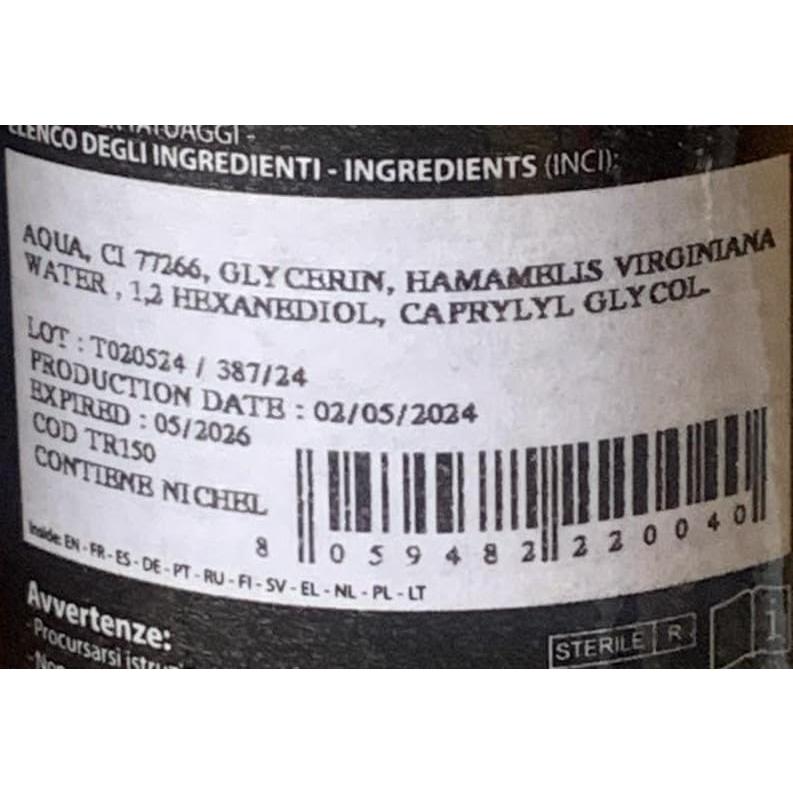 TATUAGGI -
ELENCO DEGLI INGREDIENTI - INGREDIENTS (INCI):
AQUA, CI 77266, GLYCERIN, HAMAMELIS VIRGINIANA
WATER , 1,2 HEXANEDIOL, CAPRYLYL GLYCOL
LOT : T020524 / 387/24
PRODUCTION DATE : 02/05/2024
EXPIRED : 05/2026
COD TR150
CONTIENE NICHEL
8 059482 220040
Inside: EN - FR - ES - DE - PT - RU - FI - SV - EL - NL - PL - LT
Avvertenze:
STERILE R
-Procursarsi